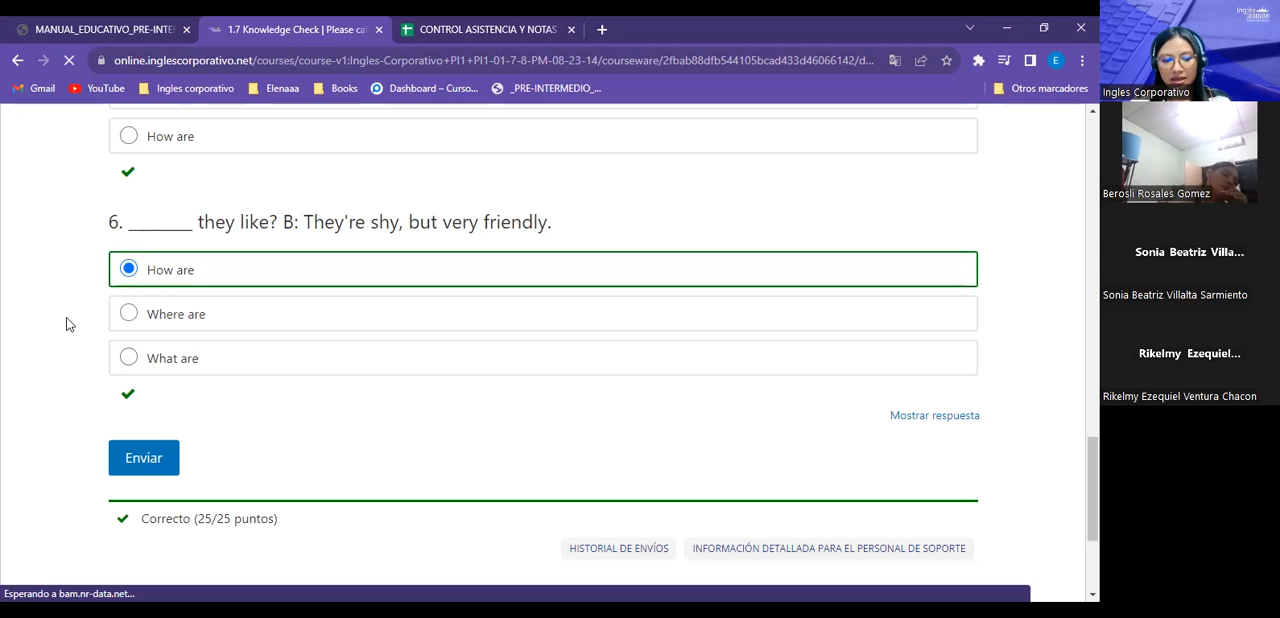 MANUAL_EDUCATIVO_PRE-INTE
1.7 Knowledge Check | Please cal
CONTROL ASISTENCIA Y NOTAS
online.inglescorporativo.net/courses/course-v1:Ingles-Corporativo+PI1+PI1-01-7-8-PM-08-23-14/courseware/2fbab88dfb544105bcad433d46066142/d...
E
Gmail
YouTube
Ingles corporativo
Elenaaa
Books
Dashboard – Curso...
_PRE-INTERMEDIO_...
Otros marcadores
How are
6. ________ they like? B: They're shy, but very friendly.
How are
Where are
What are
Mostrar respuesta
Enviar
Correcto (25/25 puntos)
HISTORIAL DE ENVÍOS
INFORMACIÓN DETALLADA PARA EL PERSONAL DE SOPORTE
Esperando a bam.nr-data.net...
Ingles Corporativo
Berosli Rosales Gomez
Sonia Beatriz Villa...
Sonia Beatriz Villalta Sarmiento
Rikelmy Ezequiel...
Rikelmy Ezequiel Ventura Chacon